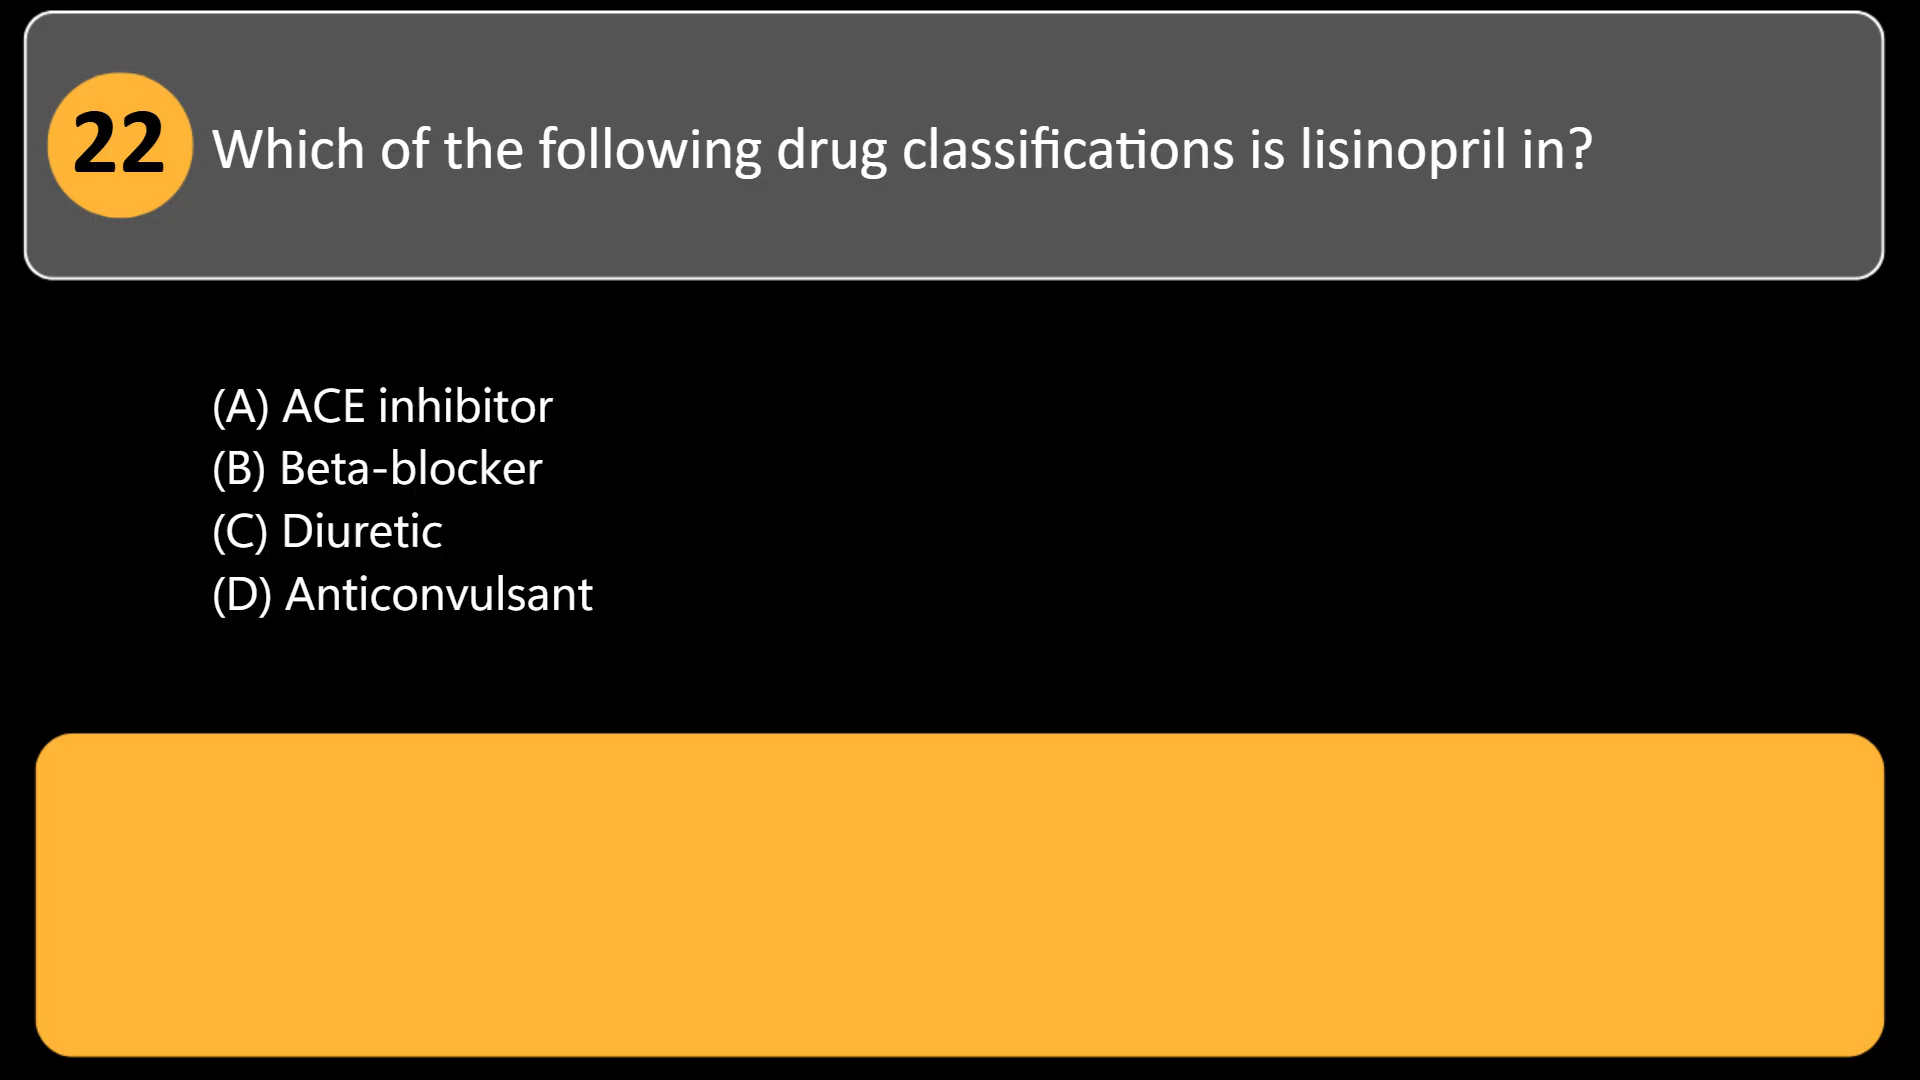 22
Which of the following drug classifications is lisinopril in?
(A) ACE inhibitor
(B) Beta-blocker
(C) Diuretic
(D) Anticonvulsant